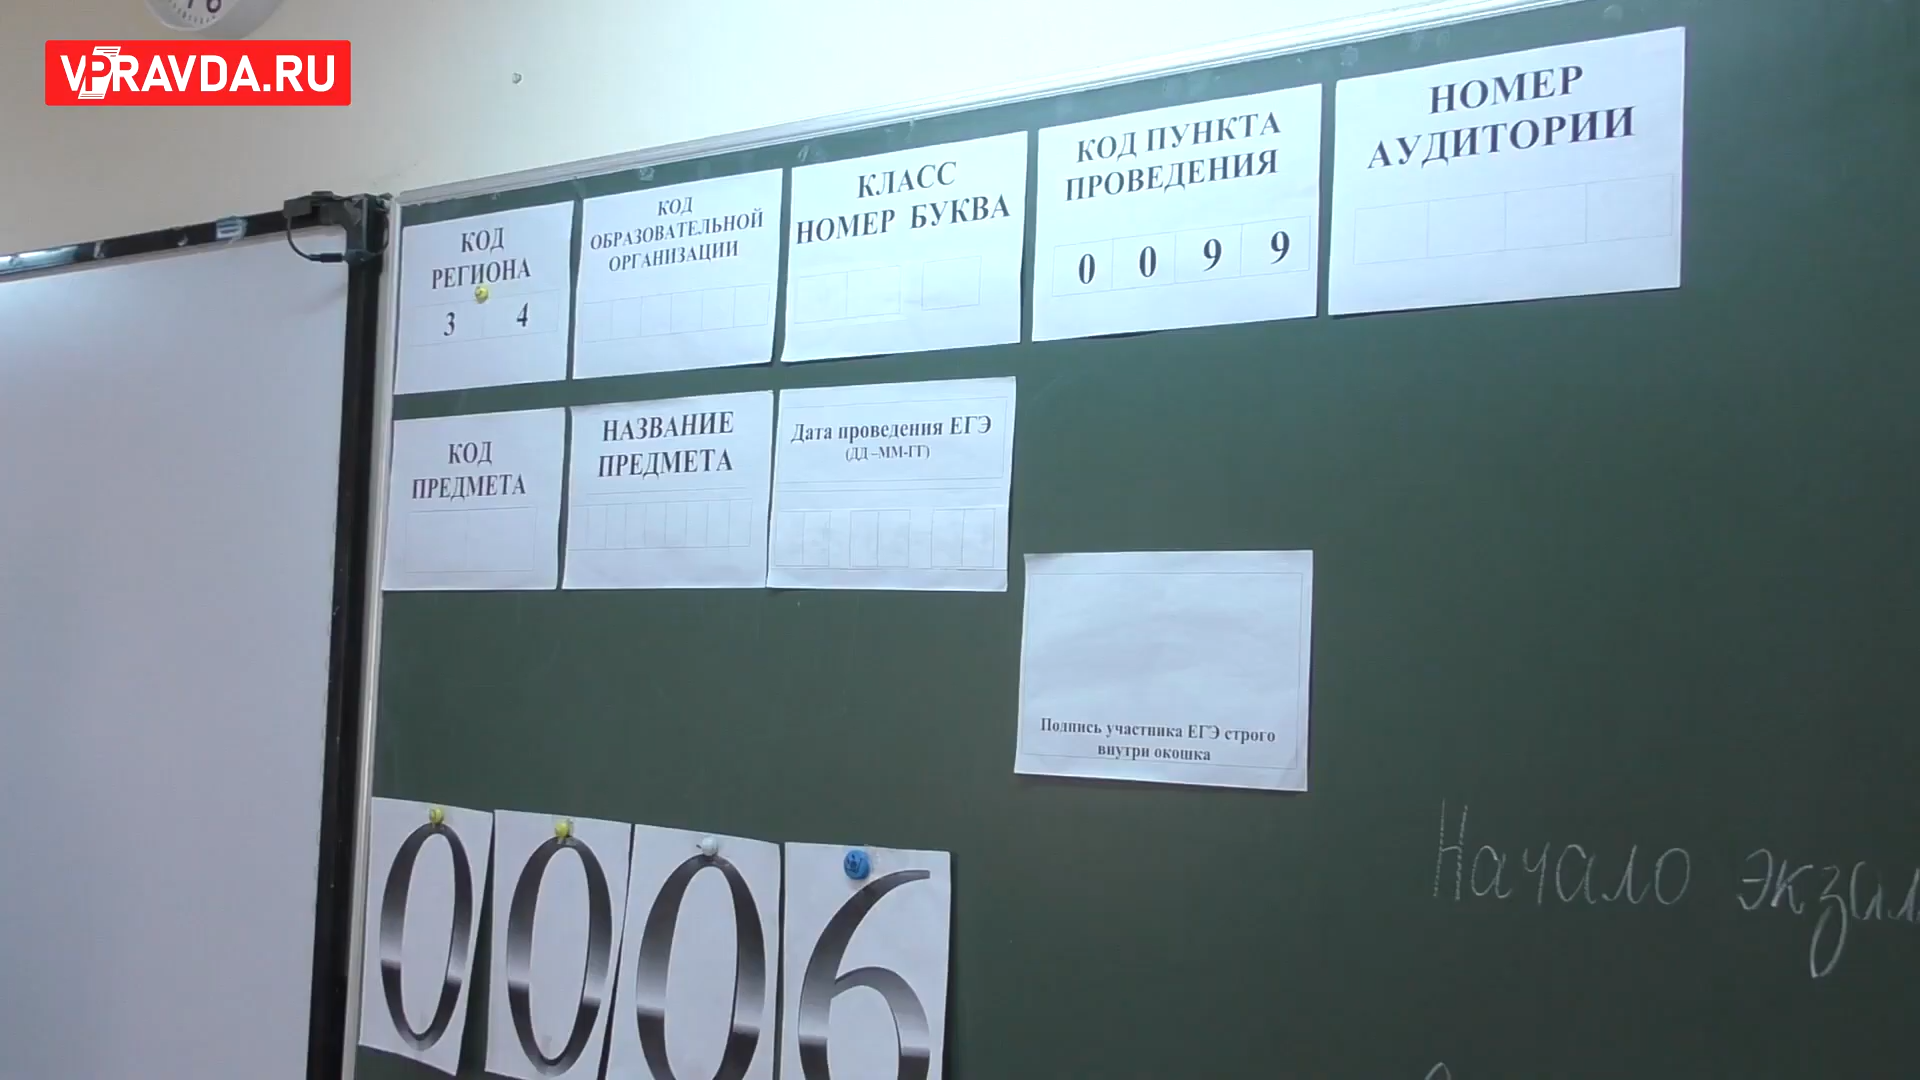 VPRAVDA.RU
КОД
РЕГИОНА
3 4
КОД
ОБРАЗОВАТЕЛЬНОЙ
ОРГАНИЗАЦИИ
КЛАСС
НОМЕР БУКВА
КОД ПУНКТА
ПРОВЕДЕНИЯ
0 0 9 9
НОМЕР
АУДИТОРИИ
КОД
ПРЕДМЕТА
НАЗВАНИЕ
ПРЕДМЕТА
Дата проведения ЕГЭ
(ДД –ММ-ГГ)
Подпись участника ЕГЭ строго
внутри окошка
Начало
0006